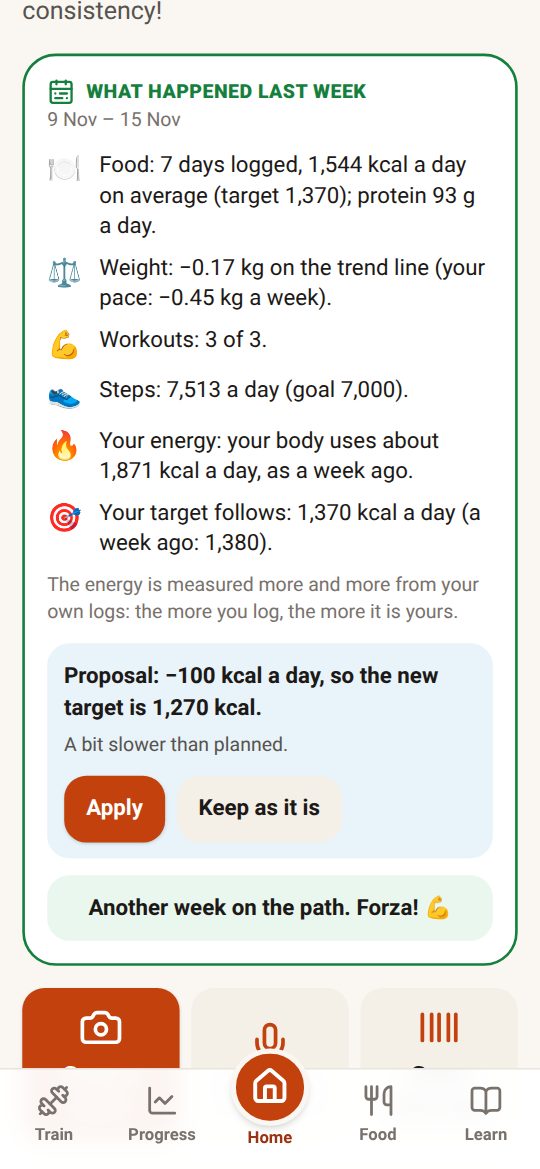 consistency!
WHAT HAPPENED LAST WEEK
9 Nov – 15 Nov
Food: 7 days logged, 1,544 kcal a day
on average (target 1,370); protein 93 g
a day.
Weight: −0.17 kg on the trend line (your
pace: −0.45 kg a week).
Workouts: 3 of 3.
Steps: 7,513 a day (goal 7,000).
Your energy: your body uses about
1,871 kcal a day, as a week ago.
Your target follows: 1,370 kcal a day (a
week ago: 1,380).
The energy is measured more and more from your
own logs: the more you log, the more it is yours.
Proposal: −100 kcal a day, so the new
target is 1,270 kcal.
A bit slower than planned.
Apply
Keep as it is
Another week on the path. Forza! 💪
Train
Progress
Home
Food
Learn